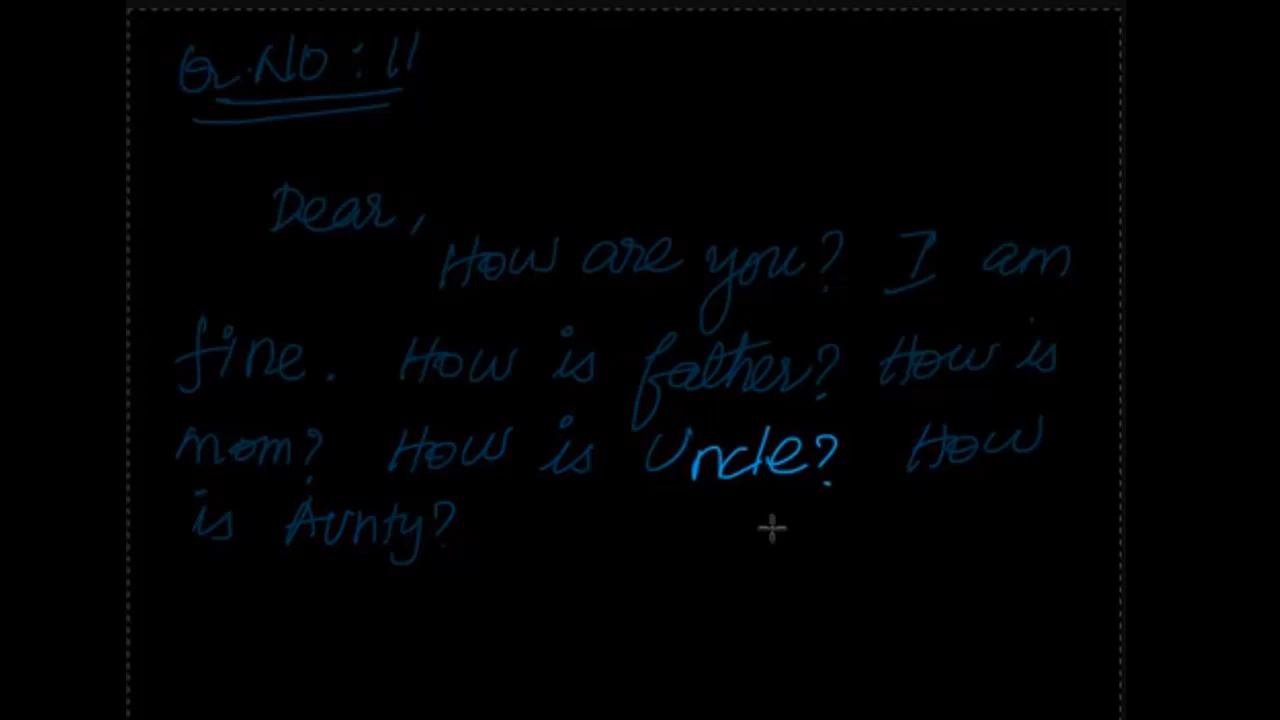 Qr.No : 11
Dear,
How are you? I am
fine. How is father? How is
mom? How is Uncle? How
is Aunty?